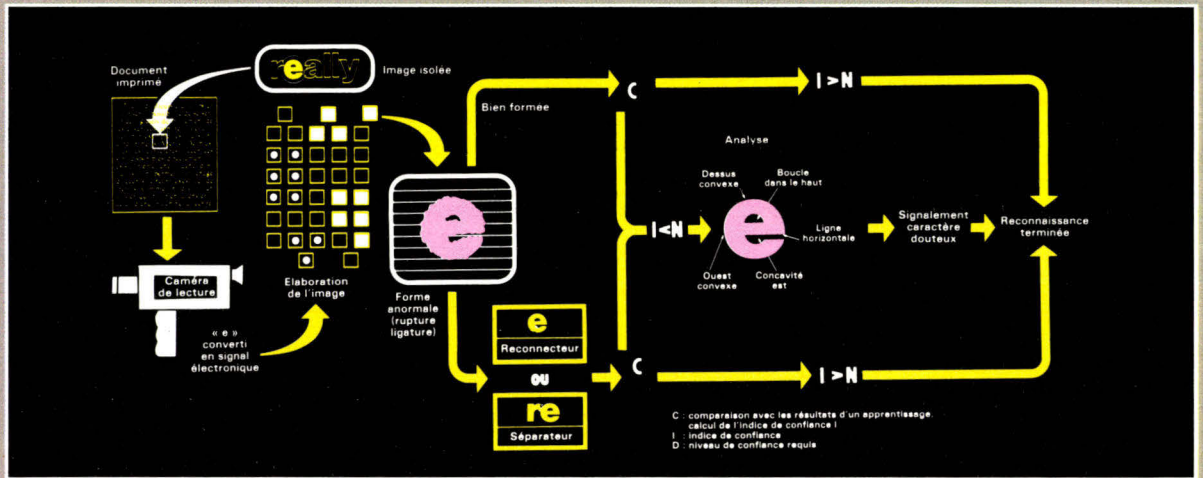 Document
imprimé
really
Image isolée
Caméra
de lecture
« e »
converti
en signal
électronique
Elaboration
de l'image
e
Bien formée
Forme
anormale
(rupture
ligature)
e
Reconnecteur
OU
re
Séparateur
C
I > N
I < N
C
I > N
Analyse
Dessus
convexe
Boucle
dans le haut
e
Ligne
horizontale
Ouest
convexe
Concavité
est
Signalement
caractère
douteux
Reconnaissance
terminée
C : comparaison avec les résultats d'un apprentissage,
calcul de l'indice de confiance I
I : indice de confiance
D : niveau de confiance requis